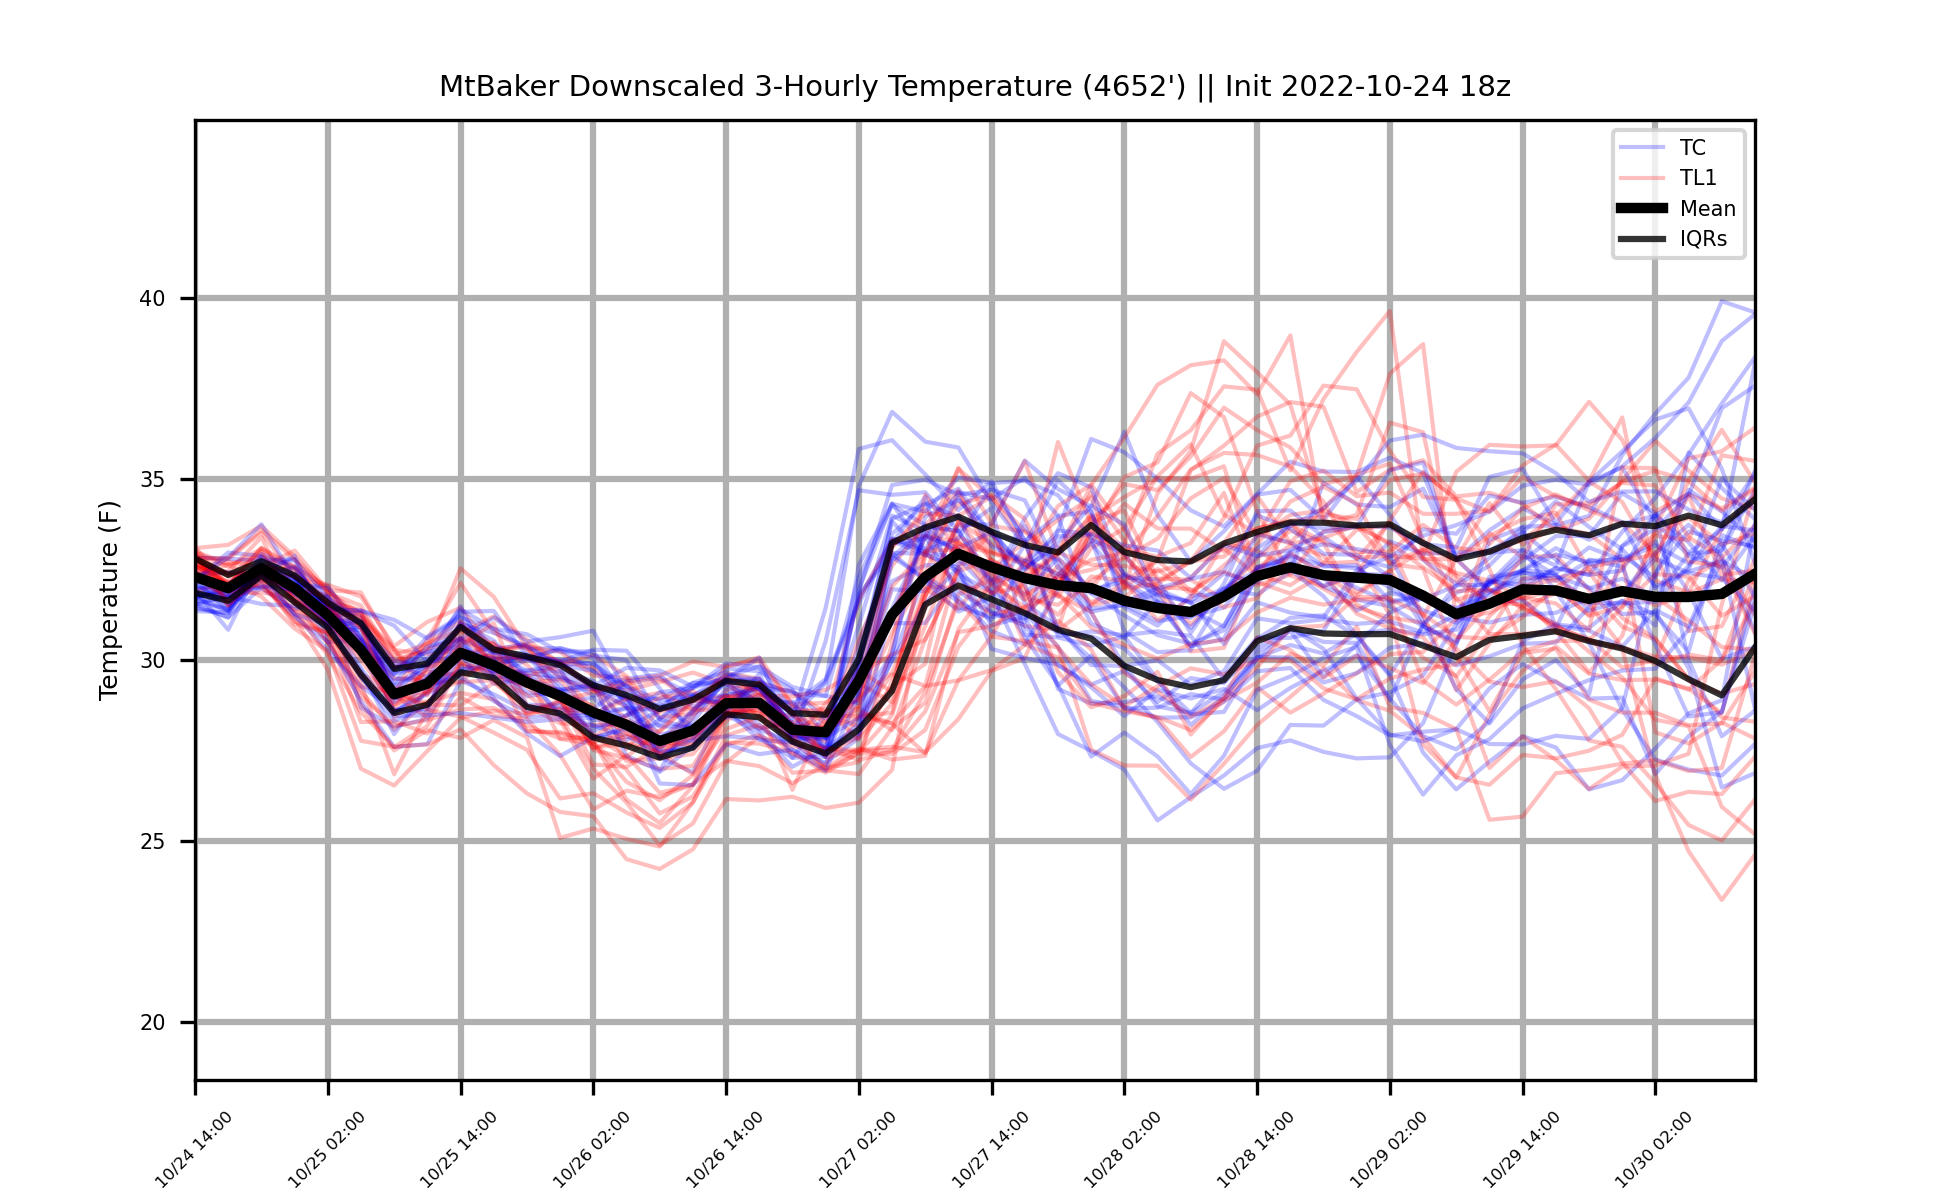 MtBaker Downscaled 3-Hourly Temperature (4652') || Init 2022-10-24 18z
TC
TL1
Mean
IQRs
Temperature (F)
40
35
30
25
20
10/24 14:00
10/25 02:00
10/25 14:00
10/26 02:00
10/26 14:00
10/27 02:00
10/27 14:00
10/28 02:00
10/28 14:00
10/29 02:00
10/29 14:00
10/30 02:00